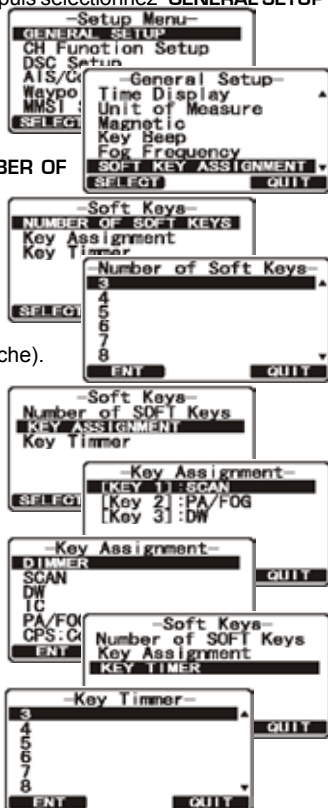 puis sélectionnez "GENERAL SETUP
-Setup Menu-
GENERAL SETUP
CH Function Setup
DSC Setup
AIS/
Waypo
MMSI
SELECT
-General Setup-
Time Display
Unit of Measure
Magnetic
Key Beep
Fog Frequency
SOFT KEY ASSIGNMENT
SELECT QUIT
BER OF
-Soft Keys-
NUMBER OF SOFT KEYS
Key Assignment
Key Timmer
SELECT
-Number of Soft Keys-
3
4
5
6
7
8
ENT QUIT
che).
-Soft Keys-
Number of SOFT Keys
KEY ASSIGNMENT
Key Timmer
SELECT
-Key Assignment-
[KEY 1]:SCAN
[Key 2]:PA/FOG
[Key 3]:DW
QUIT
-Key Assignment-
DIMMER
SCAN
DW
IC
PA/FO
CPS:C
ENT
-Soft Keys-
Number of SOFT Keys
Key Assignment
KEY TIMER
QUIT
-Key Timmer-
3
4
5
6
7
8
ENT QUIT